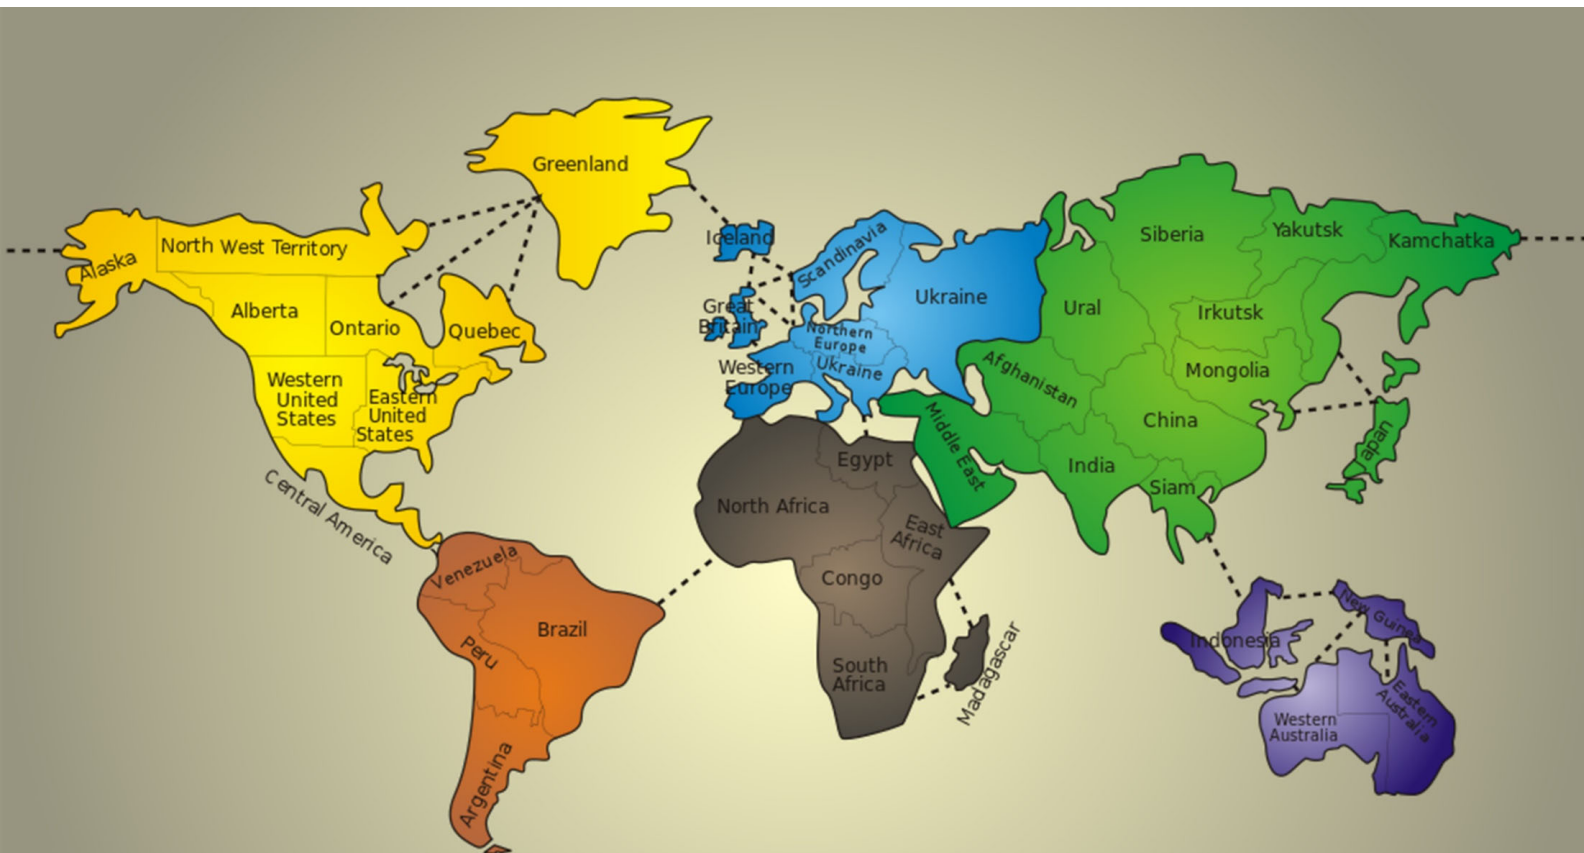 Greenland
Alaska
North West Territory
Alberta
Ontario
Quebec
Western
United
States
Eastern
United
States
Central America
Venezuela
Brazil
Peru
Argentina
Iceland
Scandinavia
Great
Britain
Ukraine
Northern
Europe
Ukraine
Western
Europe
Siberia
Yakutsk
Kamchatka
Ural
Irkutsk
Mongolia
Afghanistan
China
Japan
Middle East
India
Siam
Egypt
North Africa
East
Africa
Congo
South
Africa
Madagascar
Indonesia
New Guinea
Western
Australia
Eastern
Australia